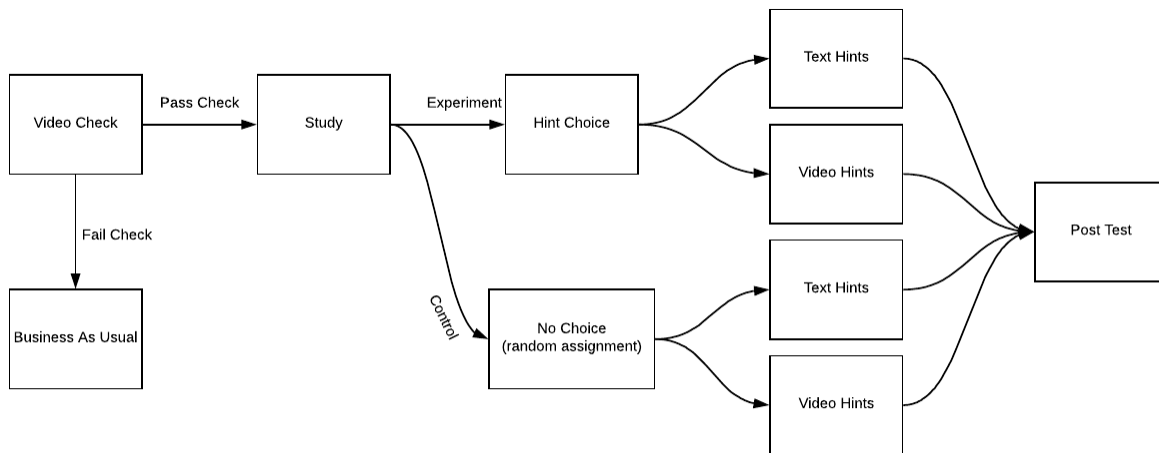 Text Hints
Pass Check
Experiment
Video Check
Study
Hint Choice
Video Hints
Fail Check
Post Test
Text Hints
Control
Business As Usual
No Choice
(random assignment)
Video Hints